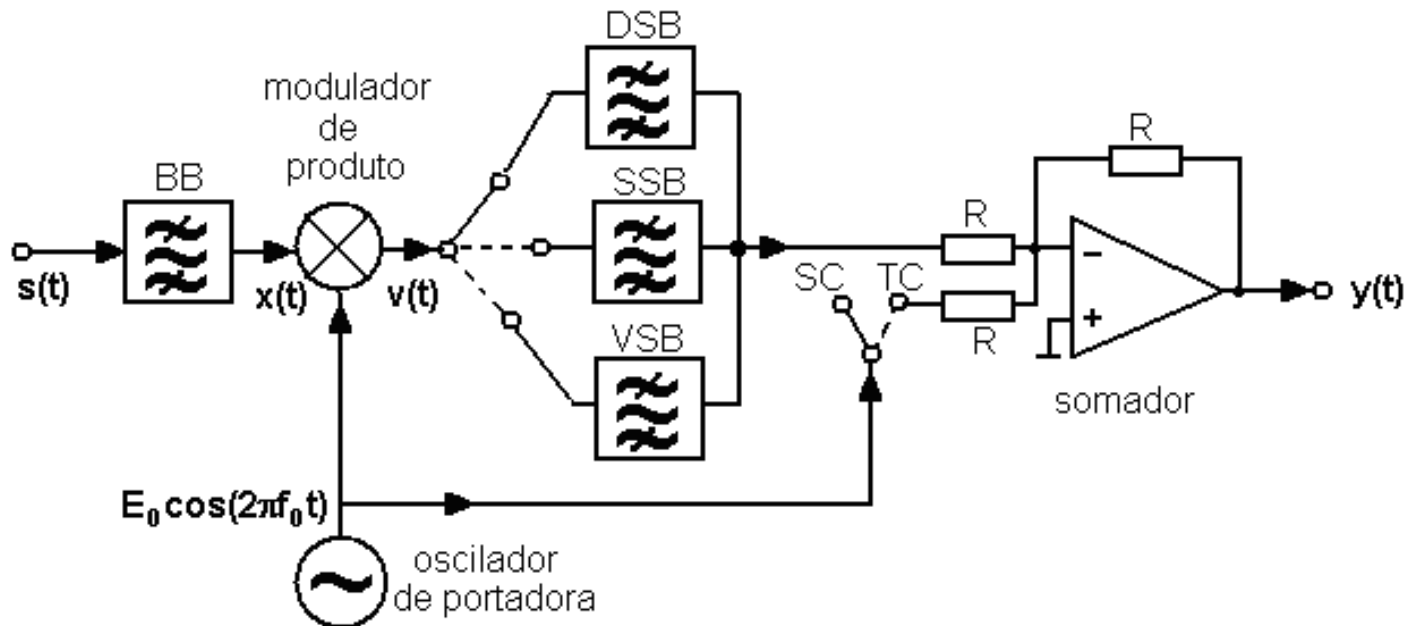 DSB
modulador
de
produto
BB
SSB
R
R
s(t)
x(t)
v(t)
SC
TC
R
−
+
y(t)
VSB
somador
E₀cos(2πf₀t)
oscilador
de portadora